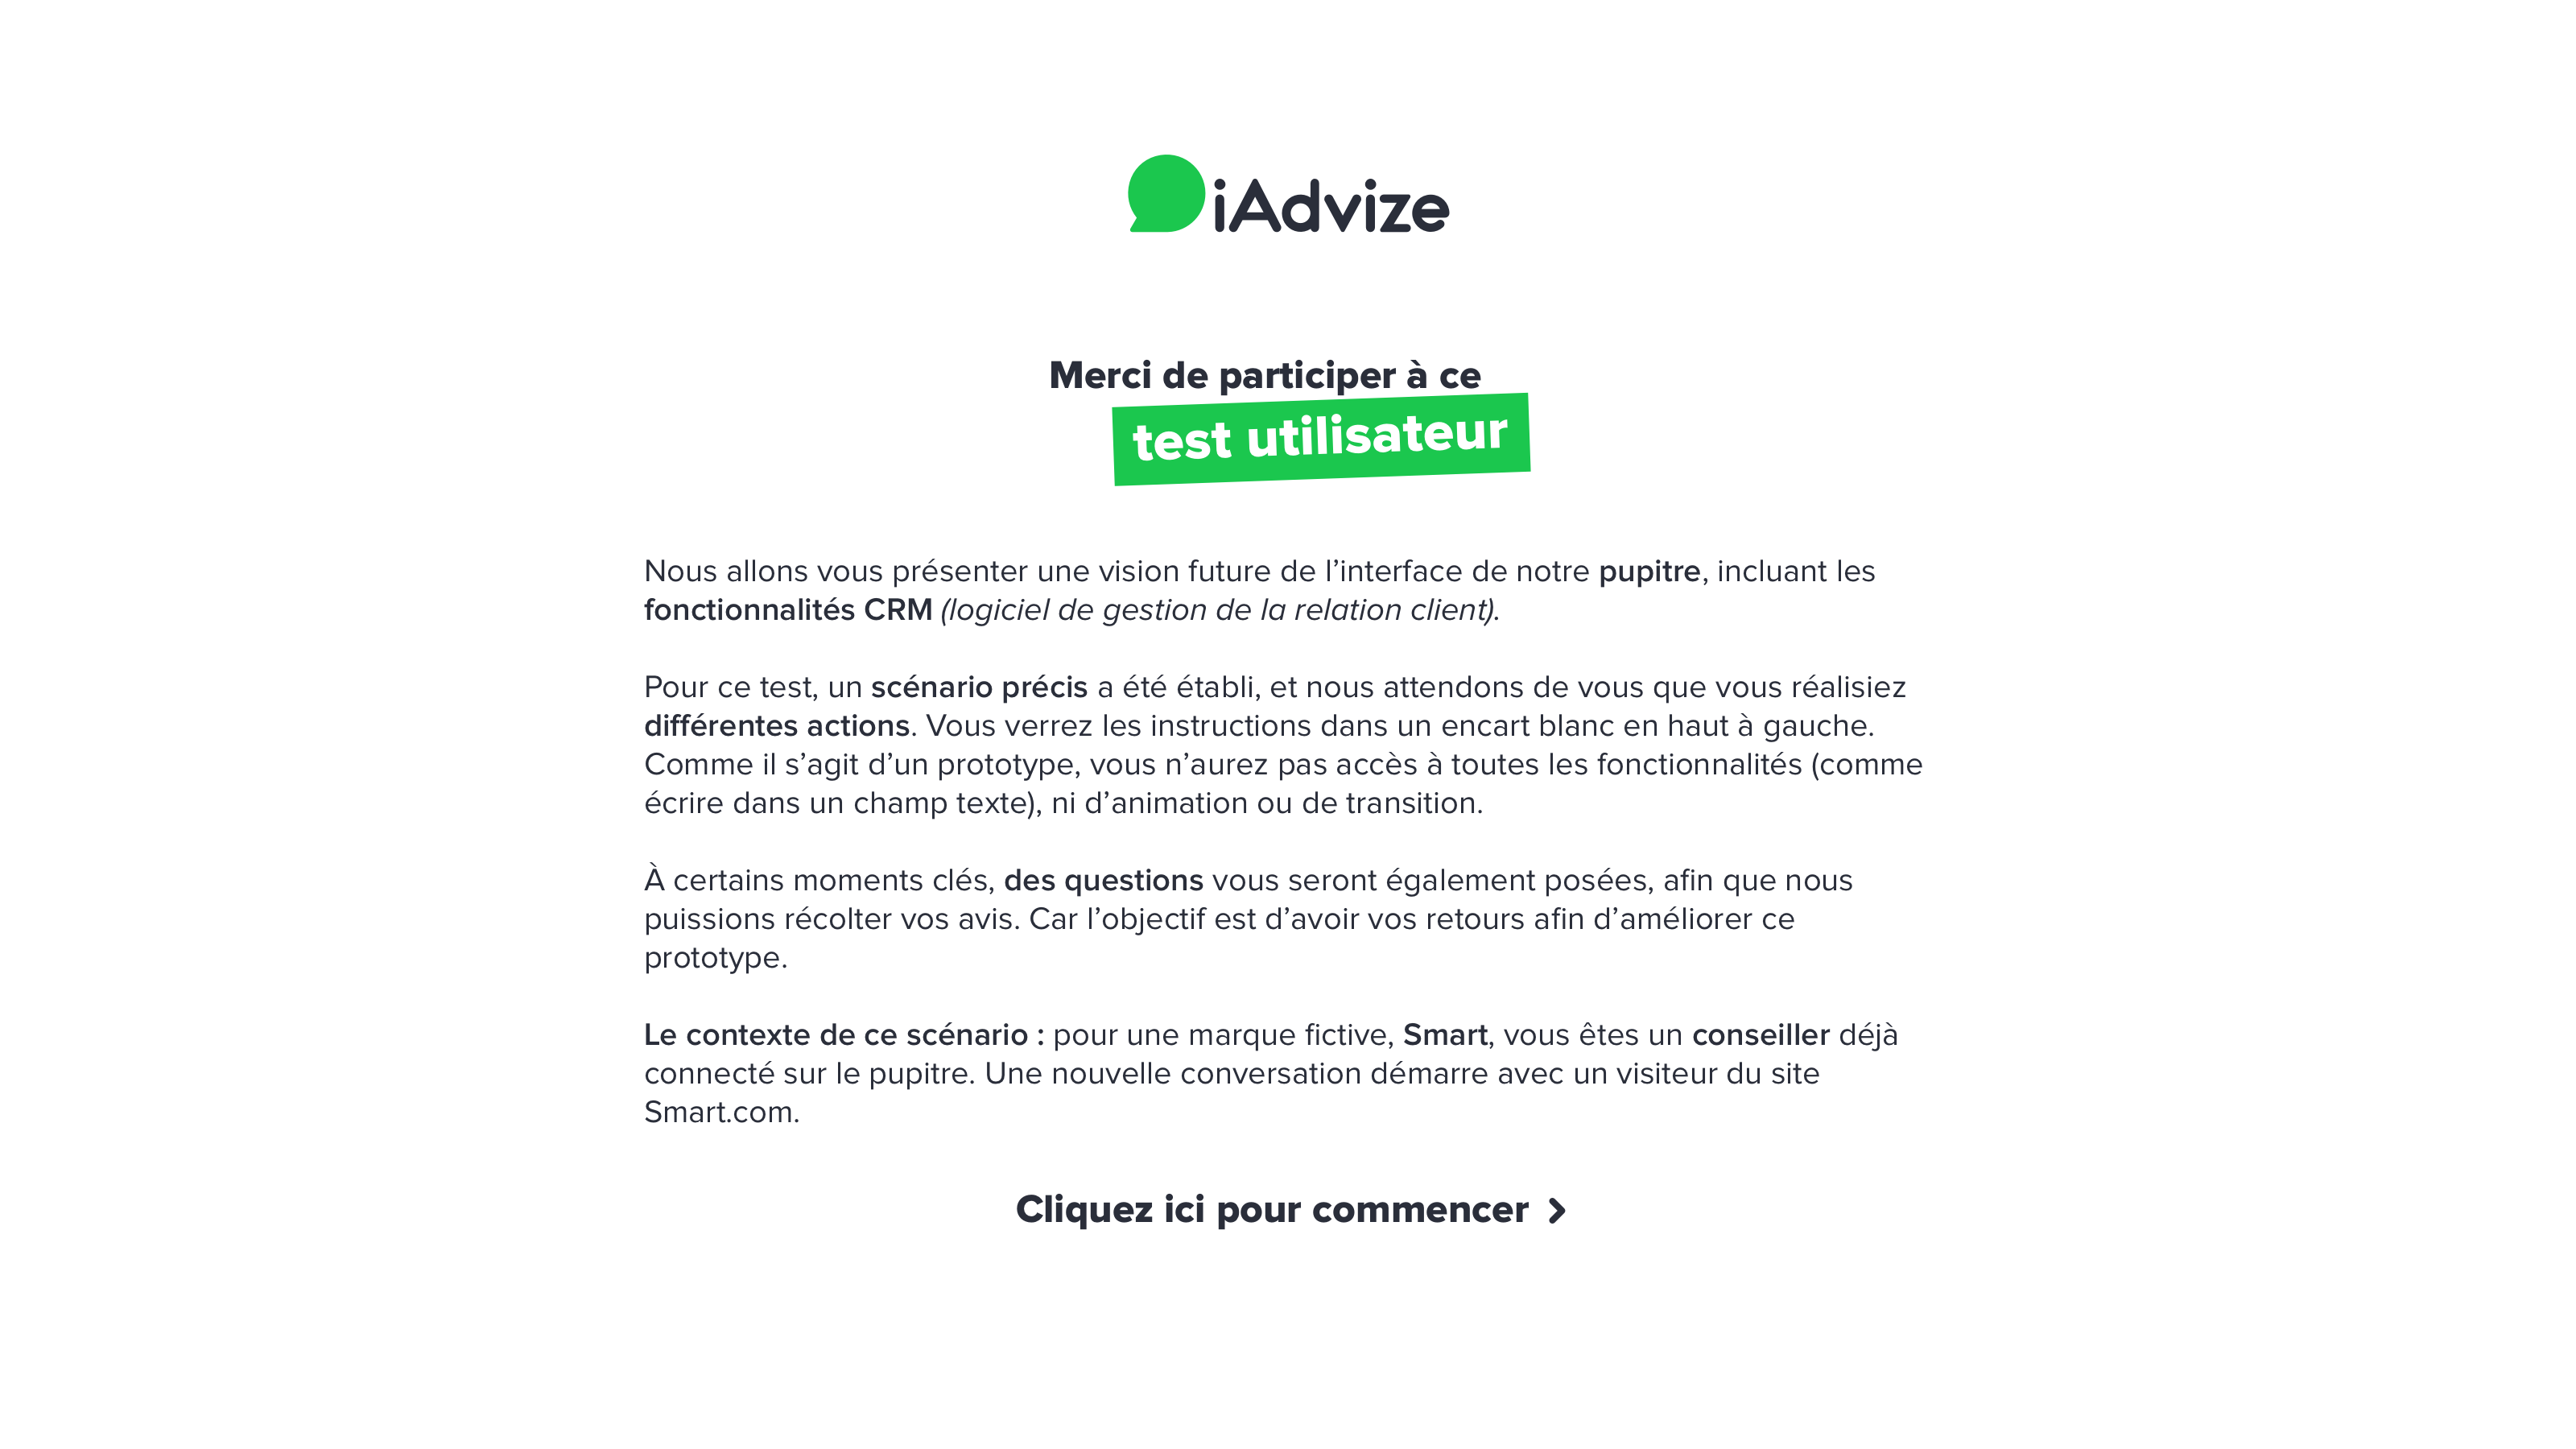 iAdvize
Merci de participer à ce
test utilisateur
Nous allons vous présenter une vision future de l’interface de notre pupitre, incluant les
fonctionnalités CRM (logiciel de gestion de la relation client).
Pour ce test, un scénario précis a été établi, et nous attendons de vous que vous réalisiez
différentes actions. Vous verrez les instructions dans un encart blanc en haut à gauche.
Comme il s’agit d’un prototype, vous n’aurez pas accès à toutes les fonctionnalités (comme
écrire dans un champ texte), ni d’animation ou de transition.
À certains moments clés, des questions vous seront également posées, afin que nous
puissions récolter vos avis. Car l’objectif est d’avoir vos retours afin d’améliorer ce
prototype.
Le contexte de ce scénario : pour une marque fictive, Smart, vous êtes un conseiller déjà
connecté sur le pupitre. Une nouvelle conversation démarre avec un visiteur du site
Smart.com.
Cliquez ici pour commencer >